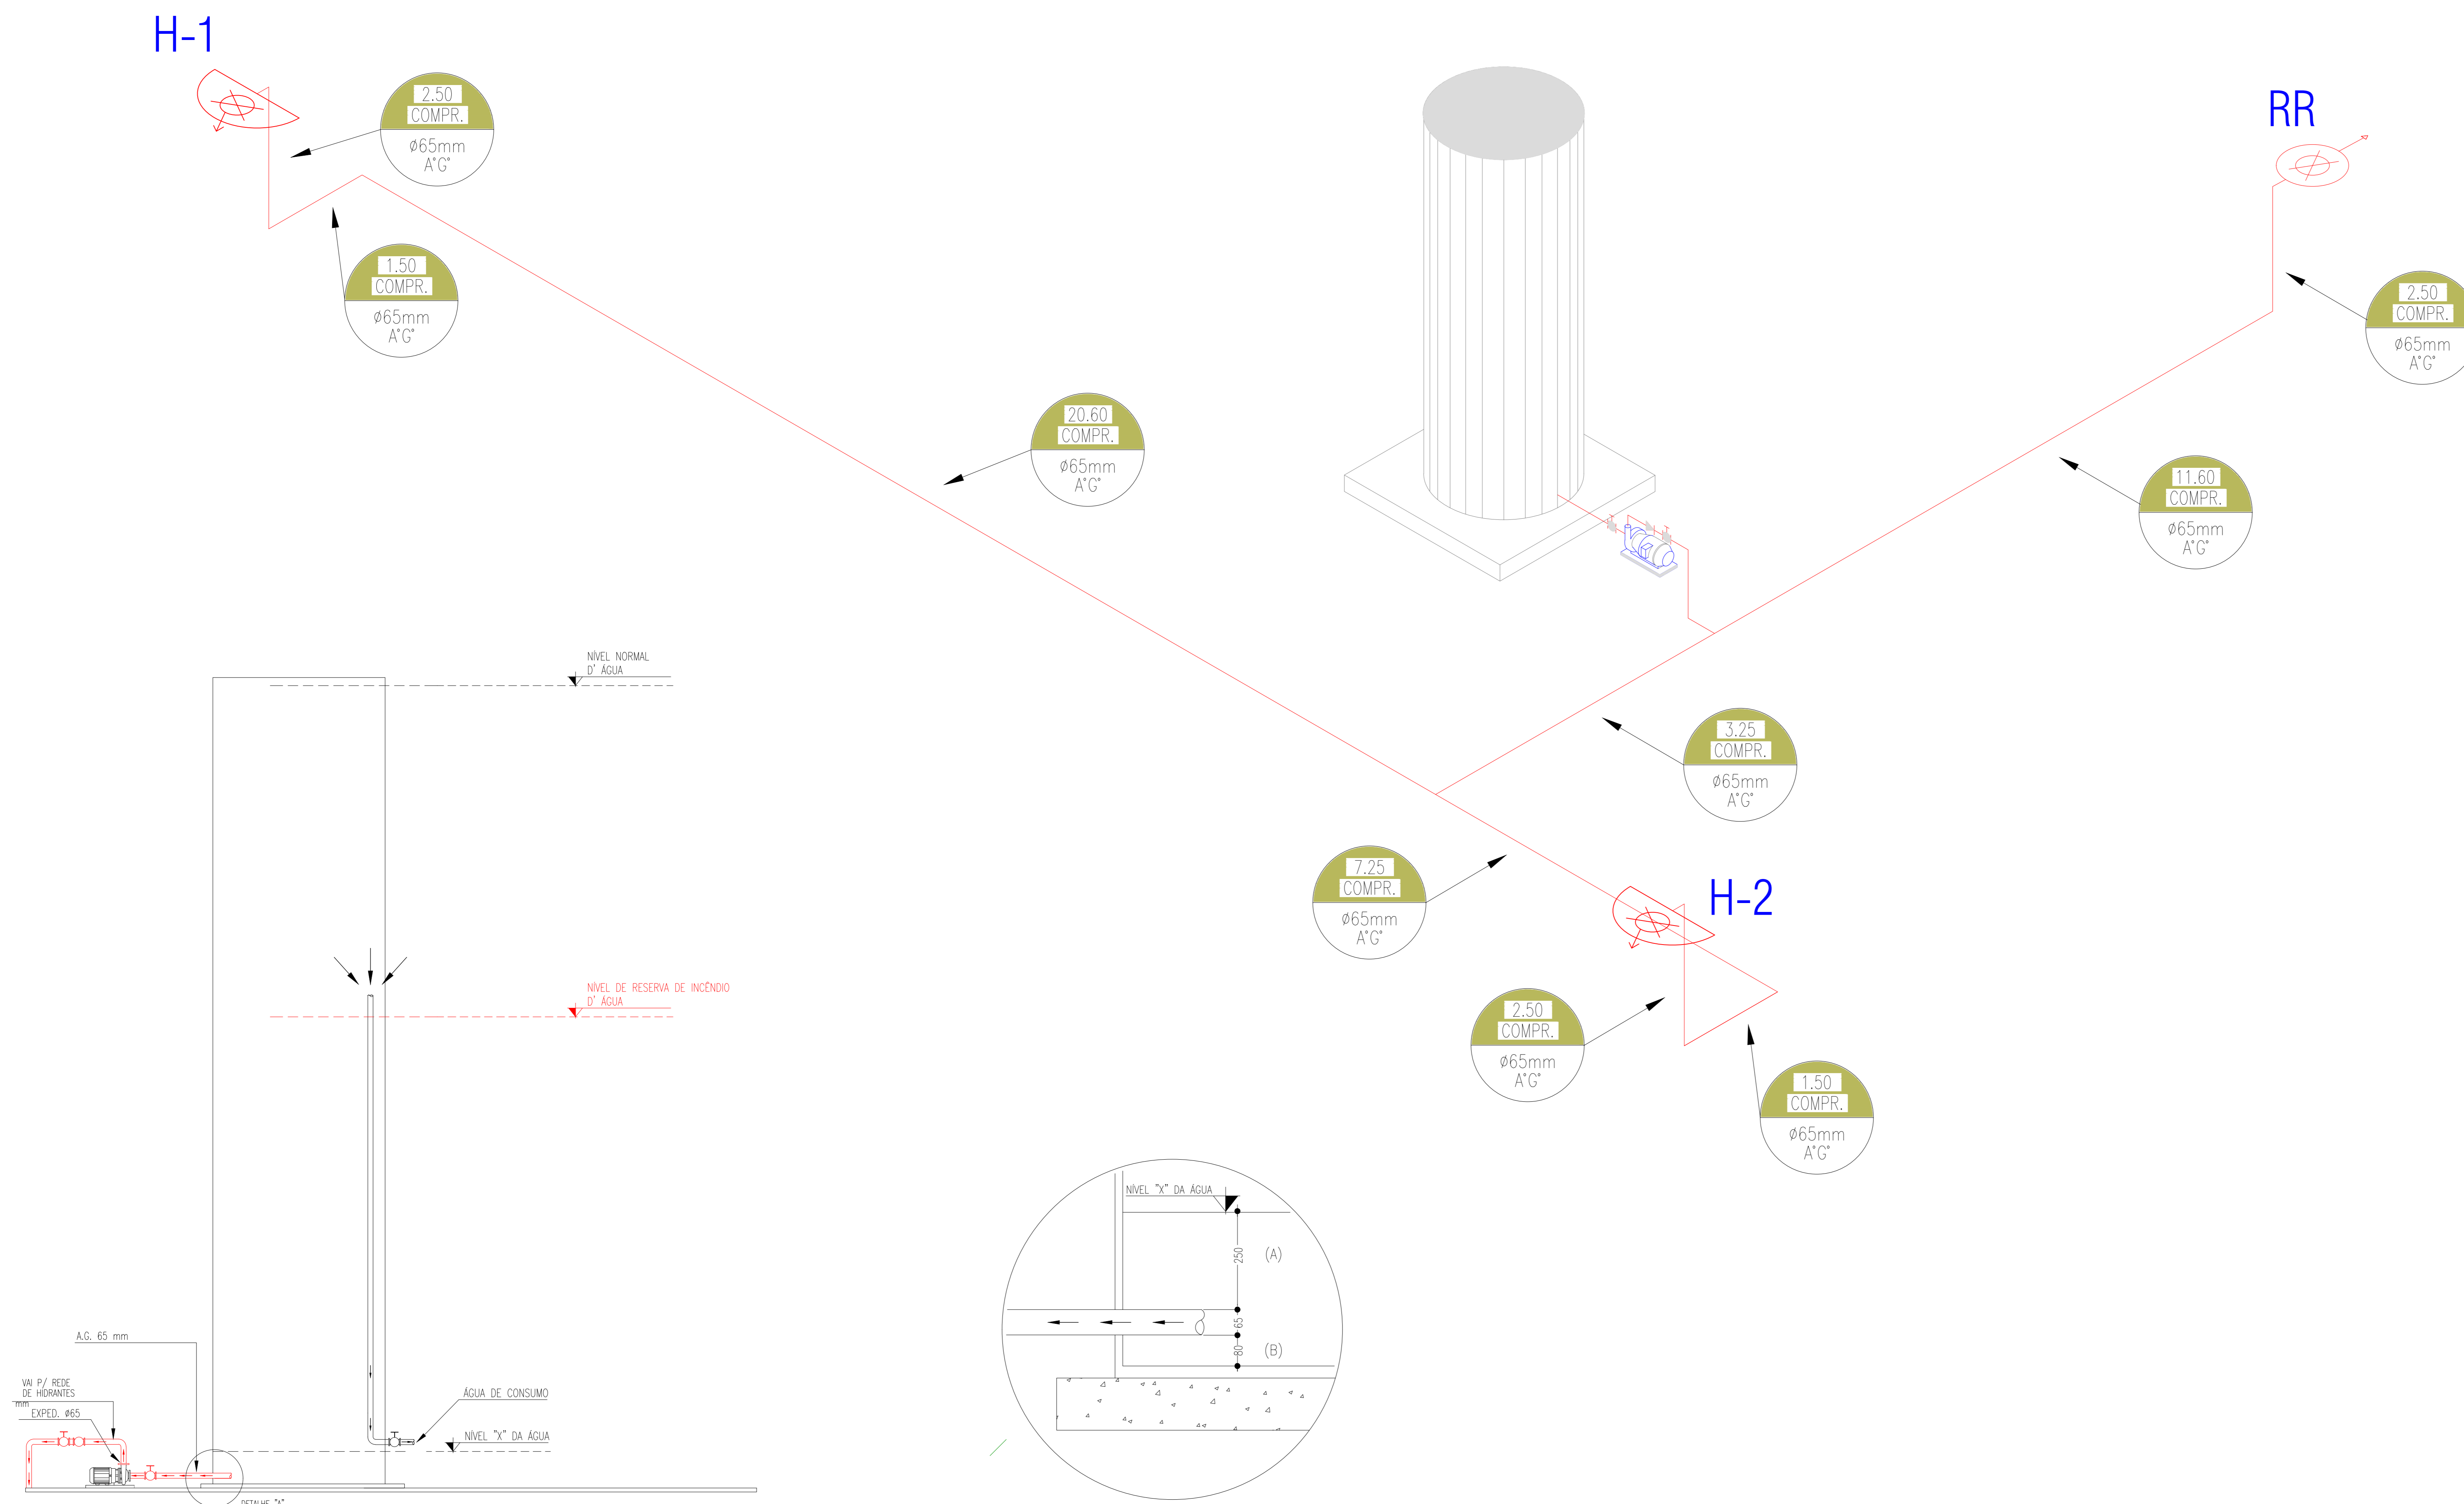 H-1
2.50
COMPR.
Ø65mm
A°G°
RR
1.50
COMPR.
Ø65mm
A°G°
2.50
COMPR.
Ø65mm
A°G°
20.60
COMPR.
Ø65mm
A°G°
11.60
COMPR.
Ø65mm
A°G°
NÍVEL NORMAL
D' ÁGUA
3.25
COMPR.
Ø65mm
A°G°
7.25
COMPR.
Ø65mm
A°G°
H-2
NÍVEL DE RESERVA DE INCÊNDIO
D' ÁGUA
2.50
COMPR.
Ø65mm
A°G°
1.50
COMPR.
Ø65mm
A°G°
NÍVEL "X" DA ÁGUA
250
(A)
65
80
(B)
A.G. 65 mm
VAI P/ REDE
DE HIDRANTES
mm
EXPED. Ø65
ÁGUA DE CONSUMO
NÍVEL "X" DA ÁGUA
DETALHE "A"